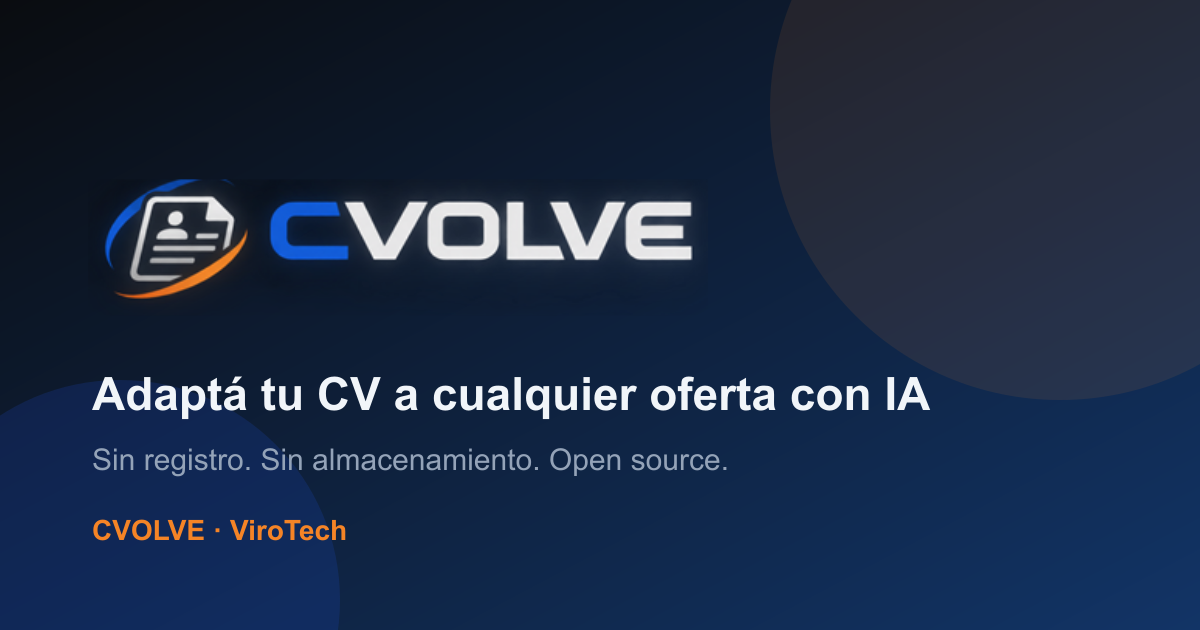 CVOLVE
Adaptá tu CV a cualquier oferta con IA
Sin registro. Sin almacenamiento. Open source.
CVOLVE · ViroTech